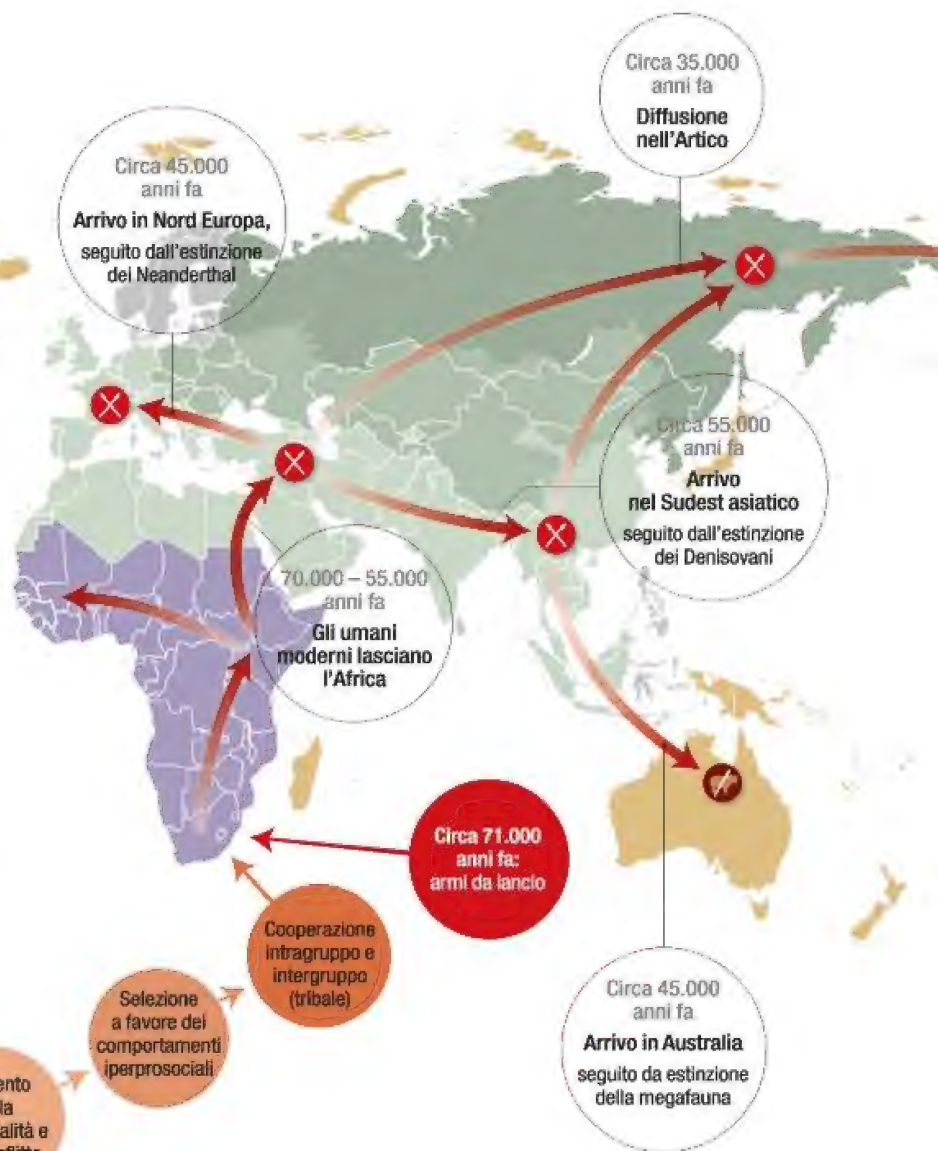 Circa 35.000
anni fa
Diffusione
nell'Artico
Circa 45.000
anni fa
Arrivo in Nord Europa,
seguito dall'estinzione
dei Neanderthal
Circa 55.000
anni fa
Arrivo
nel Sudest asiatico
seguito dall'estinzione
dei Denisovani
70.000 – 55.000
anni fa
Gli umani
moderni lasciano
l'Africa
Circa 71.000
anni fa:
armi da lancio
Cooperazione
intragruppo e
intergruppo
(tribale)
Selezione
a favore dei
comportamenti
iperprosociali
Circa 45.000
anni fa
Arrivo in Australia
seguito da estinzione
della megafauna